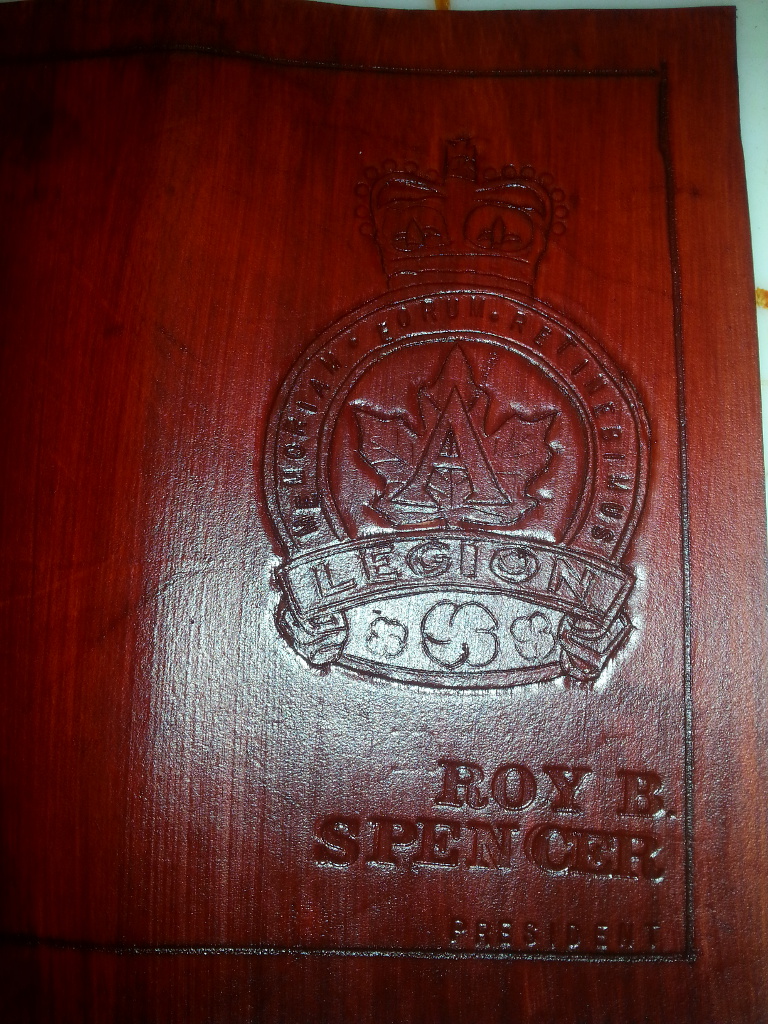 MEMORIAM • EORUM • RETINEBIMUS
A
LEGION
ROY B.
SPENCER
PRESIDENT